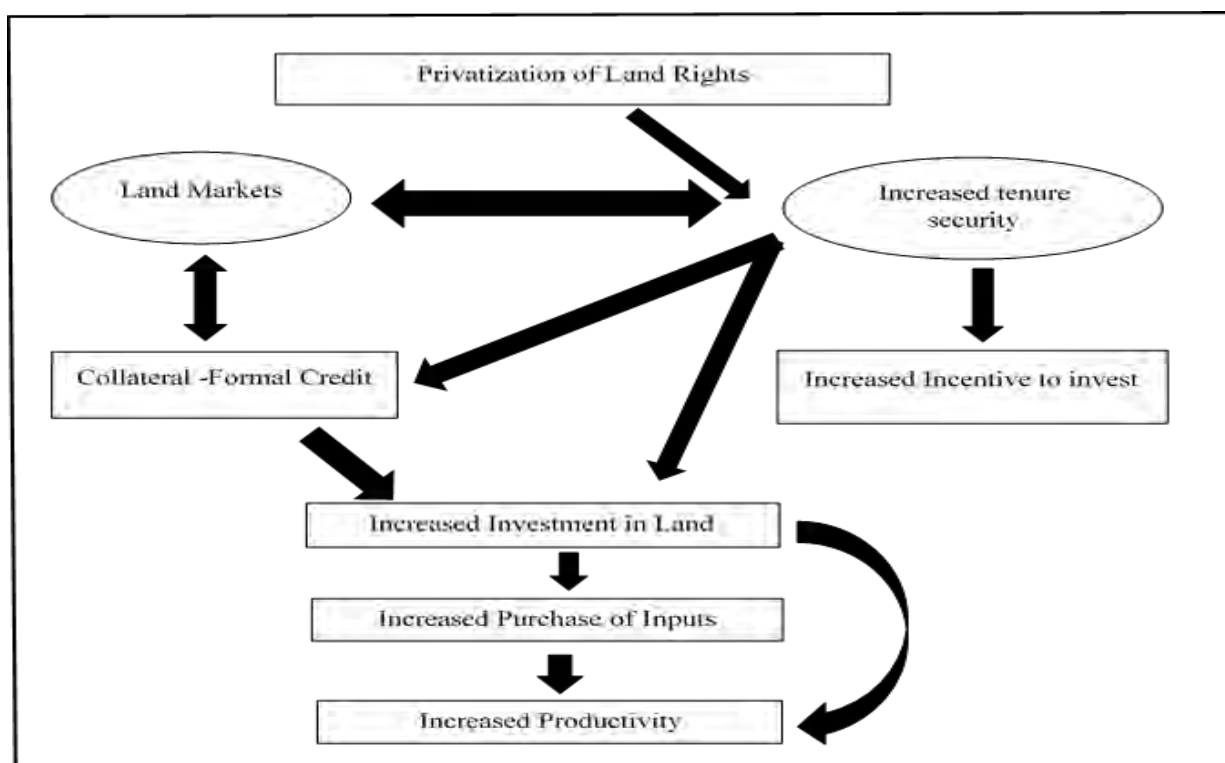 Privatization of Land Rights
Land Markets
Increased tenure
security
Collateral -Formal Credit
Increased Incentive to invest
Increased Investment in Land
Increased Purchase of Inputs
Increased Productivity